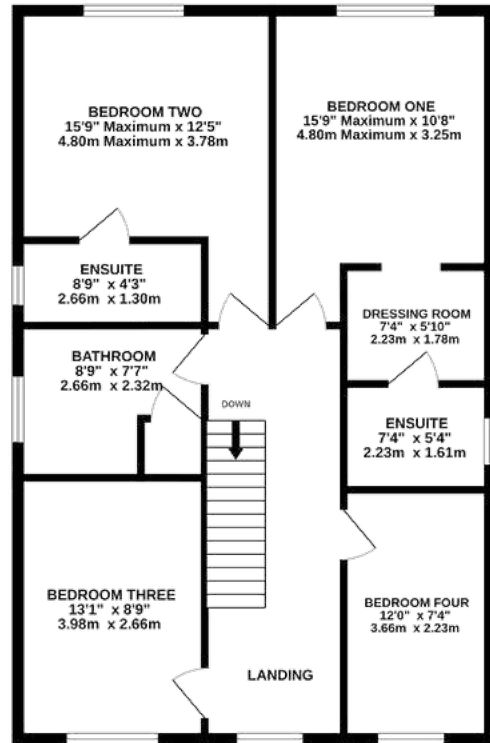 BEDROOM TWO
15'9" Maximum x 12'5"
4.80m Maximum x 3.78m
BEDROOM ONE
15'9" Maximum x 10'8"
4.80m Maximum x 3.25m
ENSUITE
8'9" x 4'3"
2.66m x 1.30m
DRESSING ROOM
7'4" x 5'10"
2.23m x 1.78m
BATHROOM
8'9" x 7'7"
2.66m x 2.32m
DOWN
ENSUITE
7'4" x 5'4"
2.23m x 1.61m
BEDROOM THREE
13'1" x 8'9"
3.98m x 2.66m
BEDROOM FOUR
12'0" x 7'4"
3.66m x 2.23m
LANDING